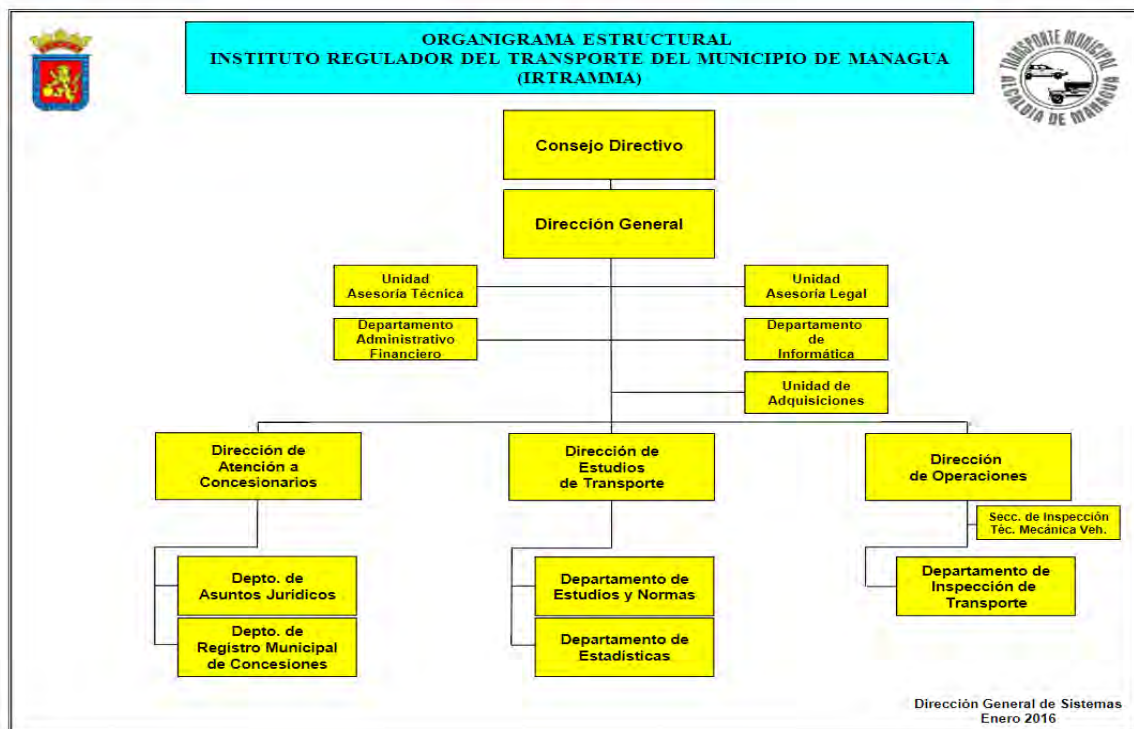 ORGANIGRAMA ESTRUCTURAL
INSTITUTO REGULADOR DEL TRANSPORTE DEL MUNICIPIO DE MANAGUA
(IRTRAMMA)
TRANSPORTE MUNICIPAL
ALCALDIA DE MANAGUA
Consejo Directivo
Dirección General
Unidad
Asesoría Técnica
Unidad
Asesoría Legal
Departamento
Administrativo
Financiero
Departamento
de
Informática
Unidad de
Adquisiciones
Dirección de
Atención a
Concesionarios
Dirección de
Estudios
de Transporte
Dirección
de Operaciones
Secc. de Inspección
Téc. Mecánica Veh.
Depto. de
Asuntos Jurídicos
Departamento de
Estudios y Normas
Departamento de
Inspección de
Transporte
Depto. de
Registro Municipal
de Concesiones
Departamento de
Estadísticas
Dirección General de Sistemas
Enero 2016